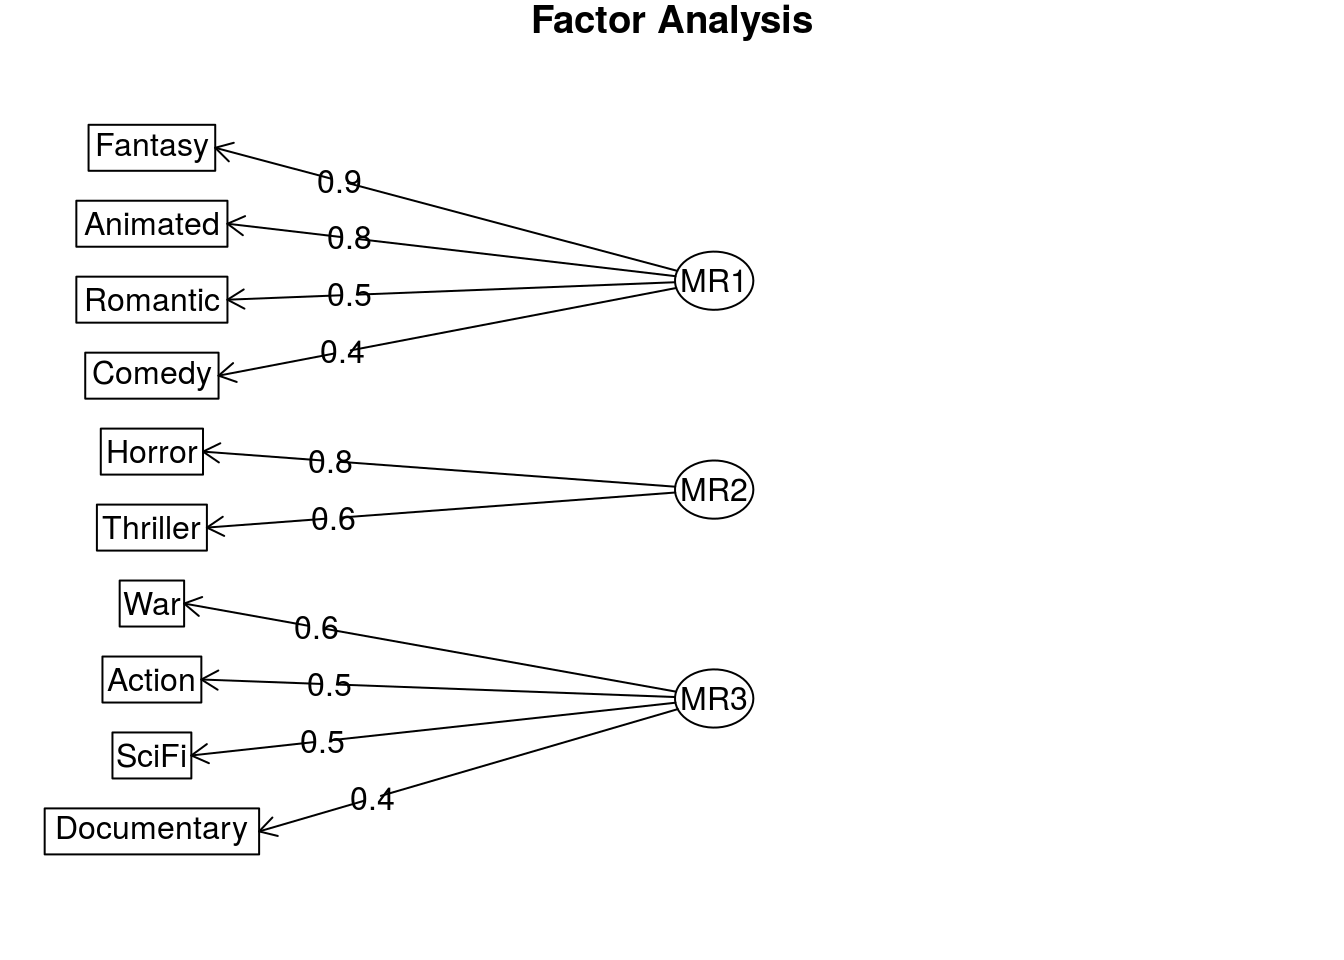 Factor Analysis
Fantasy
0.9
Animated
0.8
Romantic
0.5
MR1
Comedy
0.4
Horror
0.8
MR2
Thriller
0.6
War
0.6
Action
0.5
MR3
SciFi
0.5
Documentary
0.4